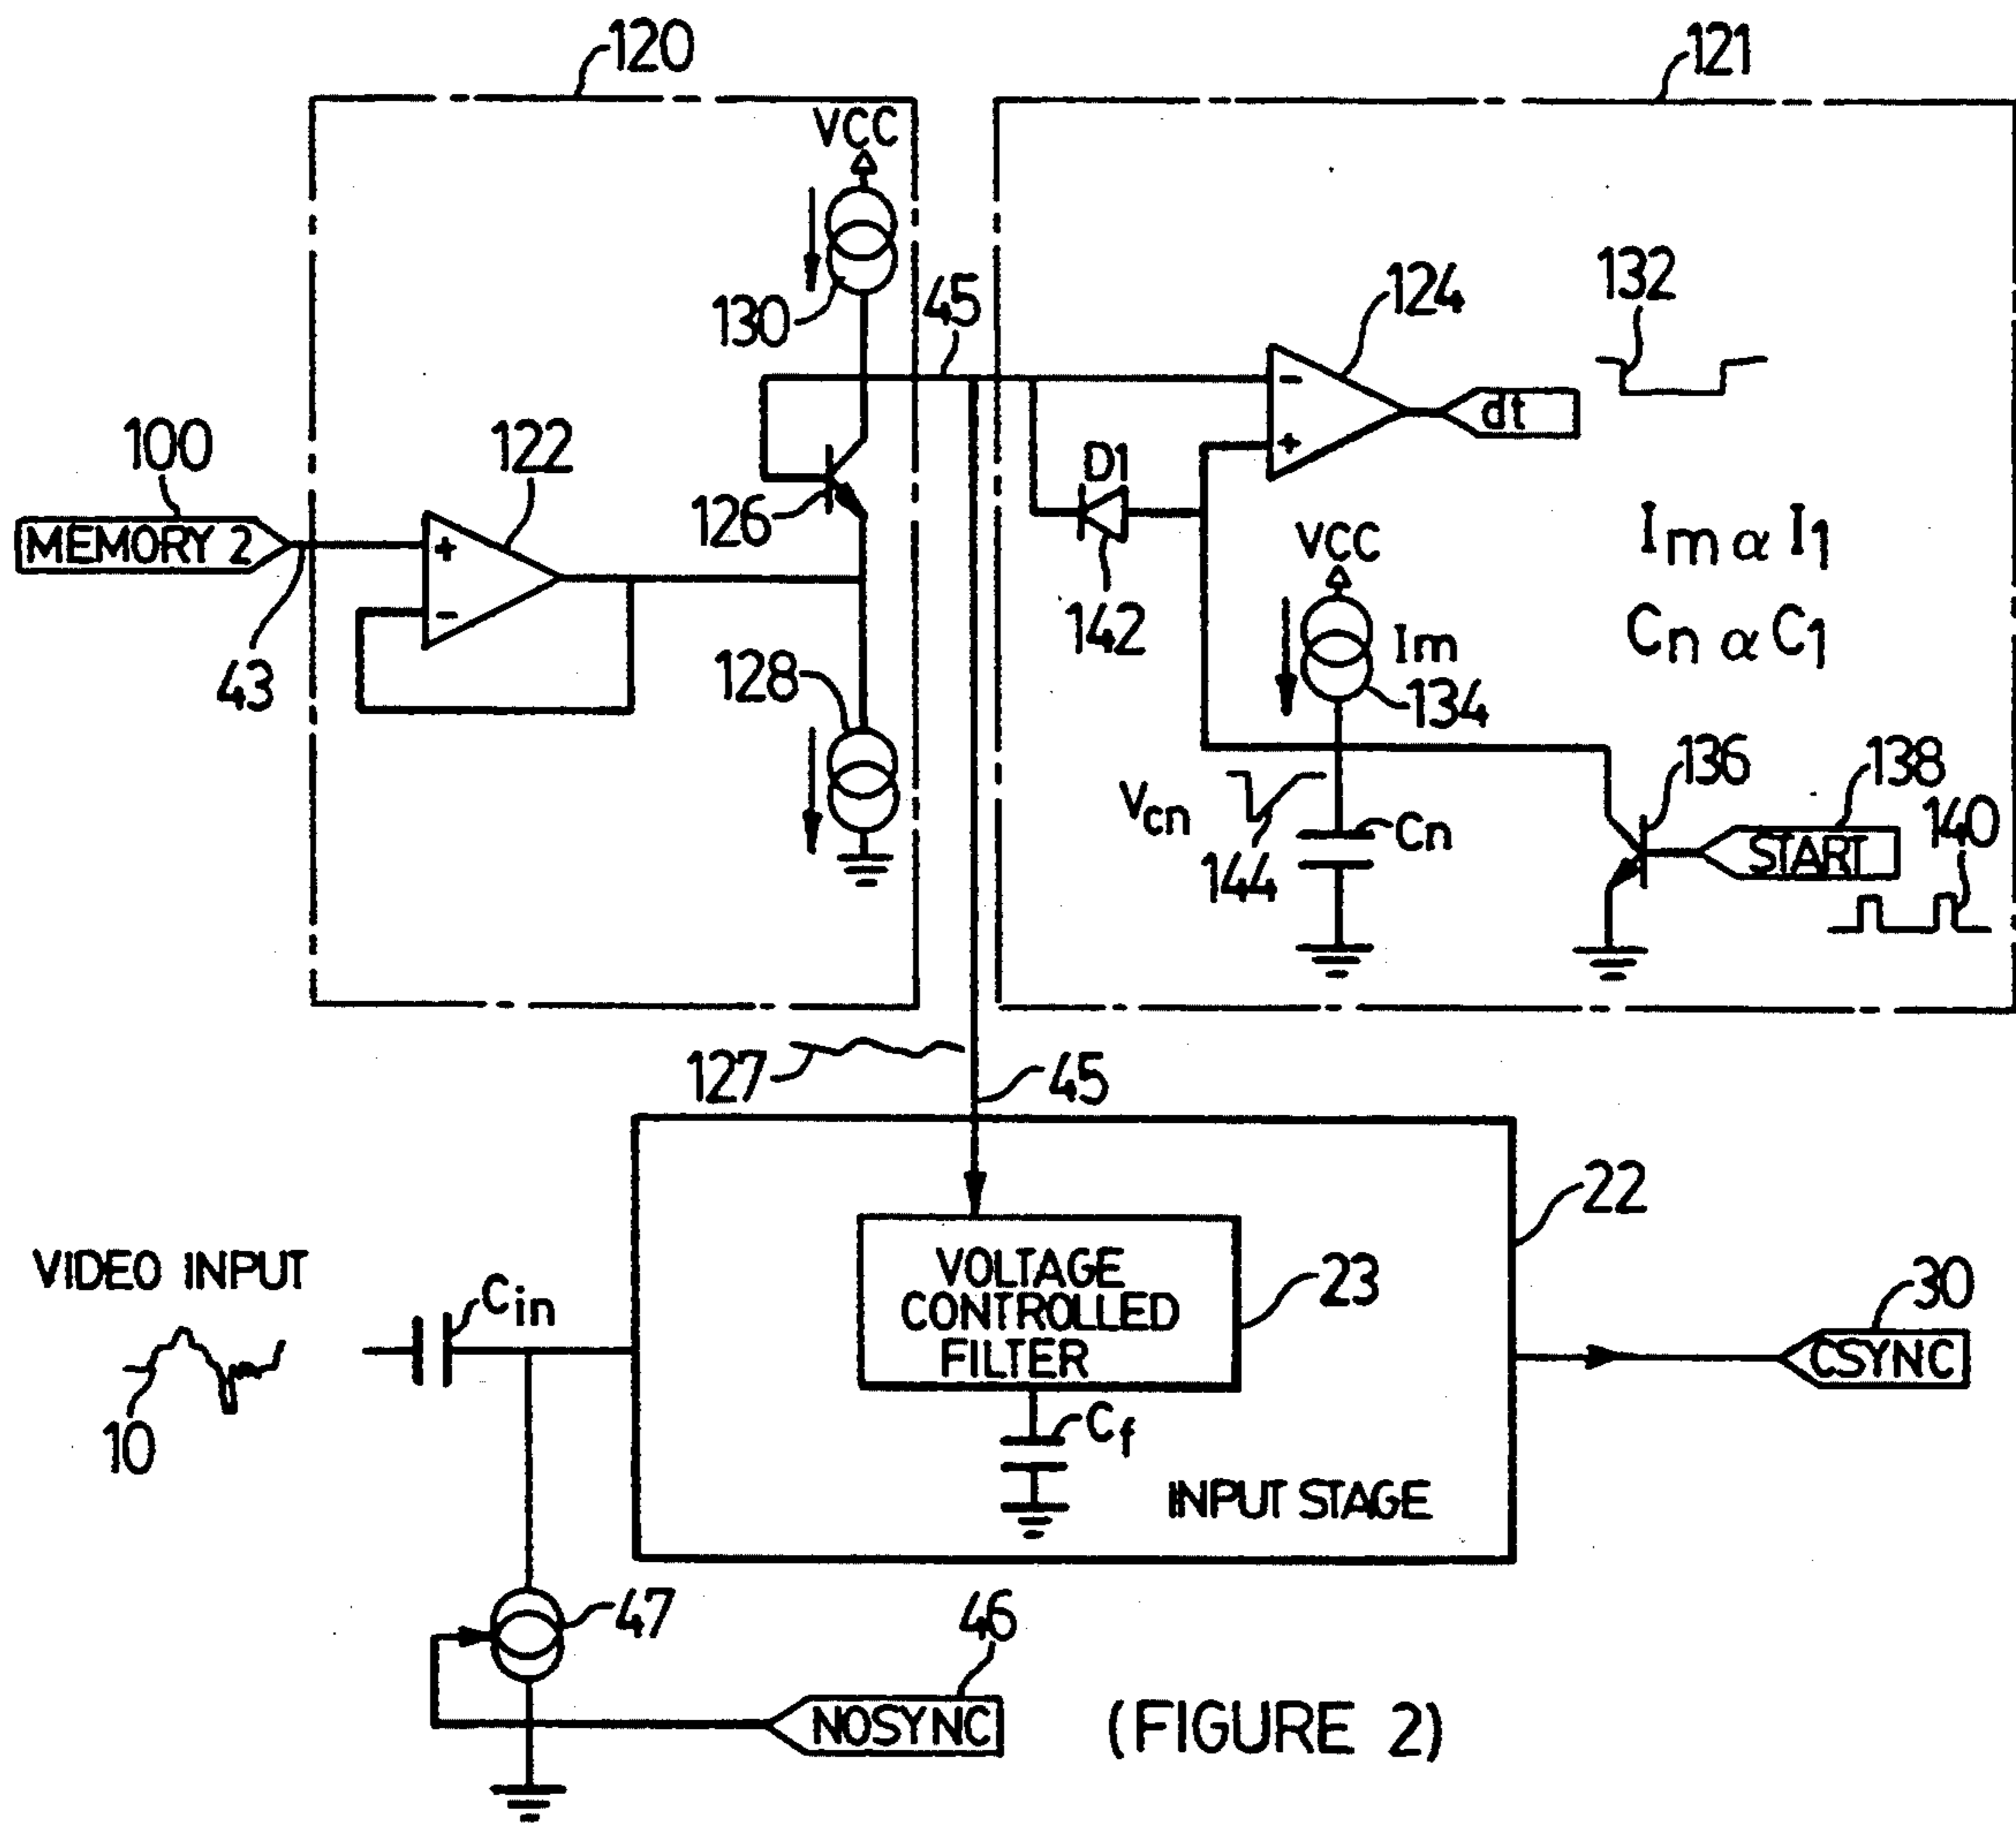 120
121
VCC
130
45
124
132
dt
100
122
126
D1
MEMORY 2
142
VCC
Im α I1
Cn α C1
43
128
Im
134
136
138
140
Vcn
144
Cn
START
127
45
22
VIDEO INPUT
Cin
VOLTAGE
CONTROLLED
FILTER
23
30
CSYNC
10
Cf
INPUT STAGE
47
46
NOSYNC
(FIGURE 2)